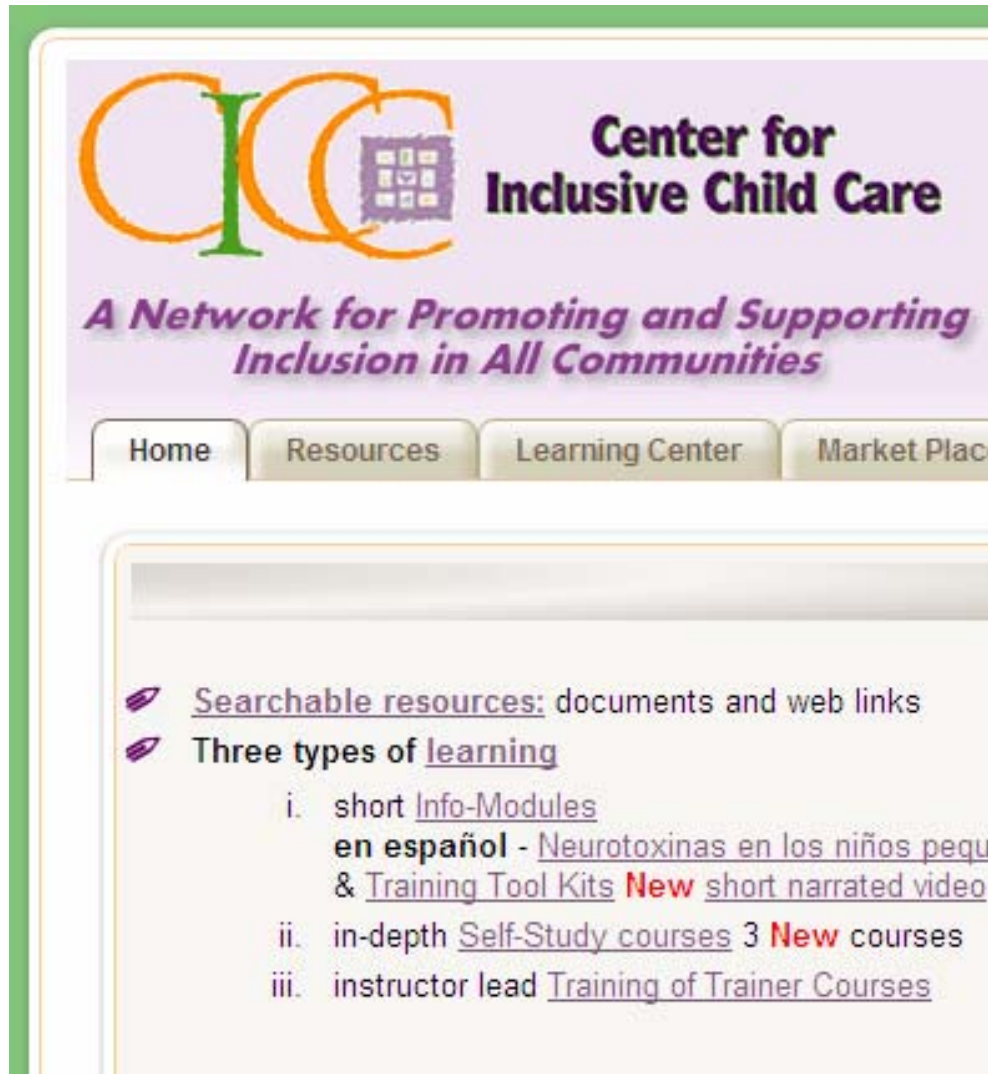 CICC
Center for
Inclusive Child Care
A Network for Promoting and Supporting
Inclusion in All Communities
Home Resources Learning Center Market
Searchable resources: documents and web links
Three types of learning
i. short Info-Modules
en español - Neurotoxinas en los niños
& Training Tool Kits New short narrated video
ii. in-depth Self-Study courses 3 New courses
iii. instructor lead Training of Trainer Courses